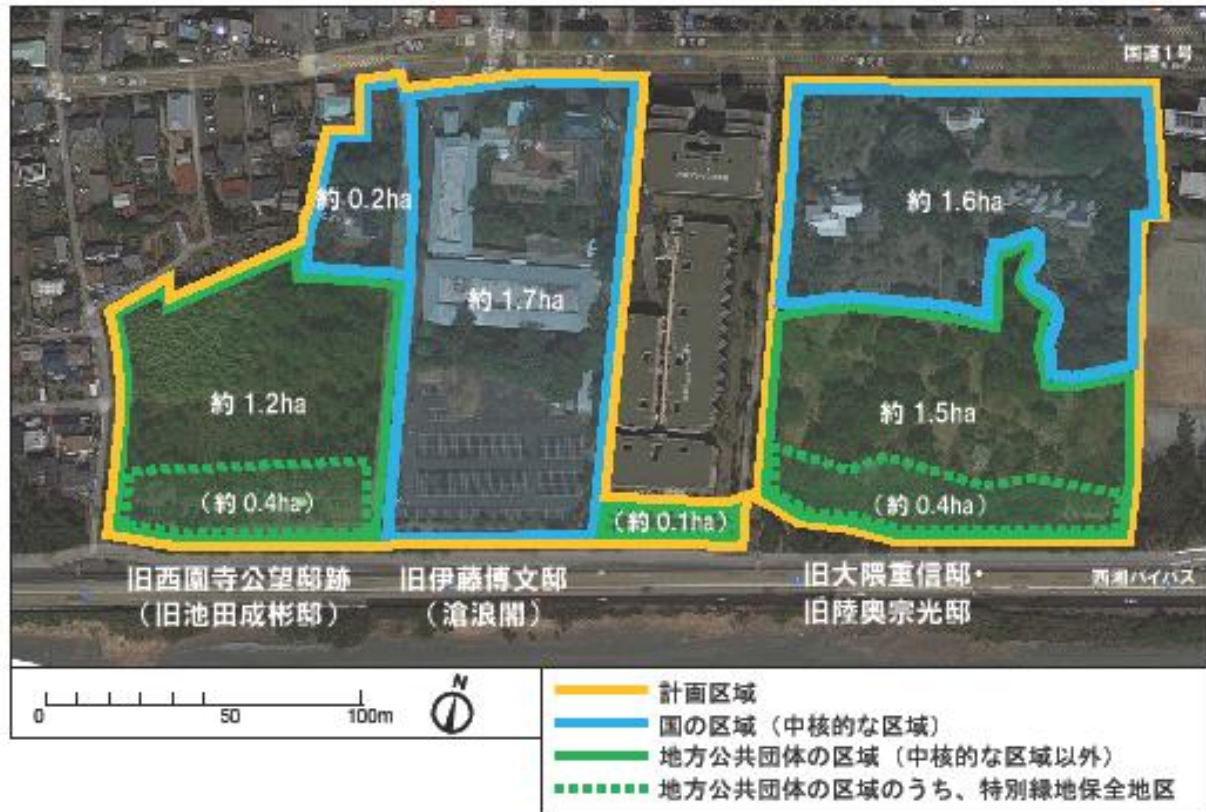 国道1号
約 0.2ha
約 1.6ha
約 1.7ha
約 1.2ha
約 1.5ha
（約 0.4ha）
（約 0.1ha）
（約 0.4ha）
旧西園寺公望邸跡
（旧池田成彬邸）
旧伊藤博文邸
（滄浪閣）
旧大隈重信邸・
旧陸奥宗光邸
西湘バイパス
0 50 100m
N
計画区域
国の区域（中核的な区域）
地方公共団体の区域（中核的な区域以外）
地方公共団体の区域のうち、特別緑地保全地区